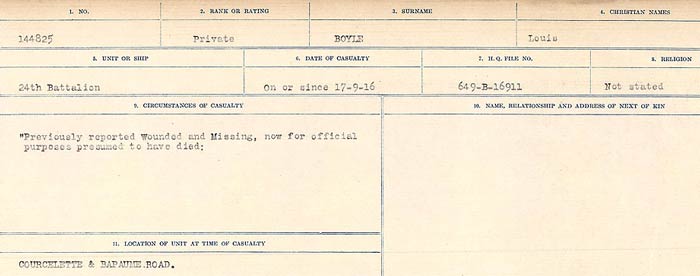 1. NO. 2. RANK OR RATING 3. SURNAME 4. CHRISTIAN NAMES
144825 Private BOYLE Louis
5. UNIT OR SHIP 6. DATE OF CASUALTY 7. H. Q. FILE NO. 8. RELIGION
24th Battalion On or since 17-9-16 649-B-16911 Not stated
9. CIRCUMSTANCES OF CASUALTY
"Previously reported Wounded and Missing, now for official
purposes presumed to have died;
10. NAME, RELATIONSHIP AND ADDRESS OF NEXT OF KIN
11. LOCATION OF UNIT AT TIME OF CASUALTY
COURCELETTE & BAPAUME ROAD.